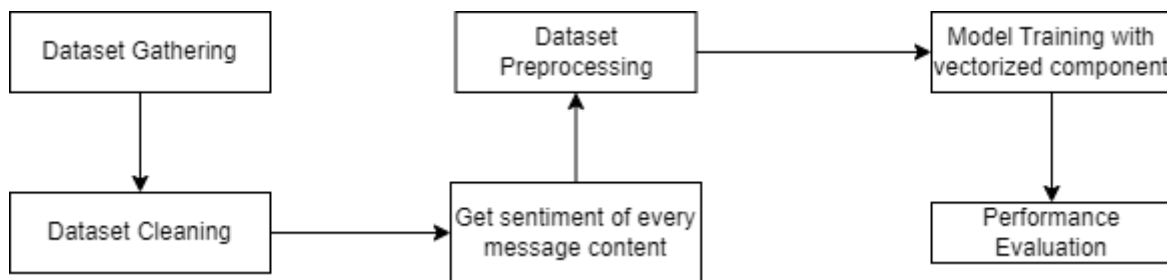 Dataset Gathering
Dataset Cleaning
Get sentiment of every
message content
Dataset
Preprocessing
Model Training with
vectorized component
Performance
Evaluation